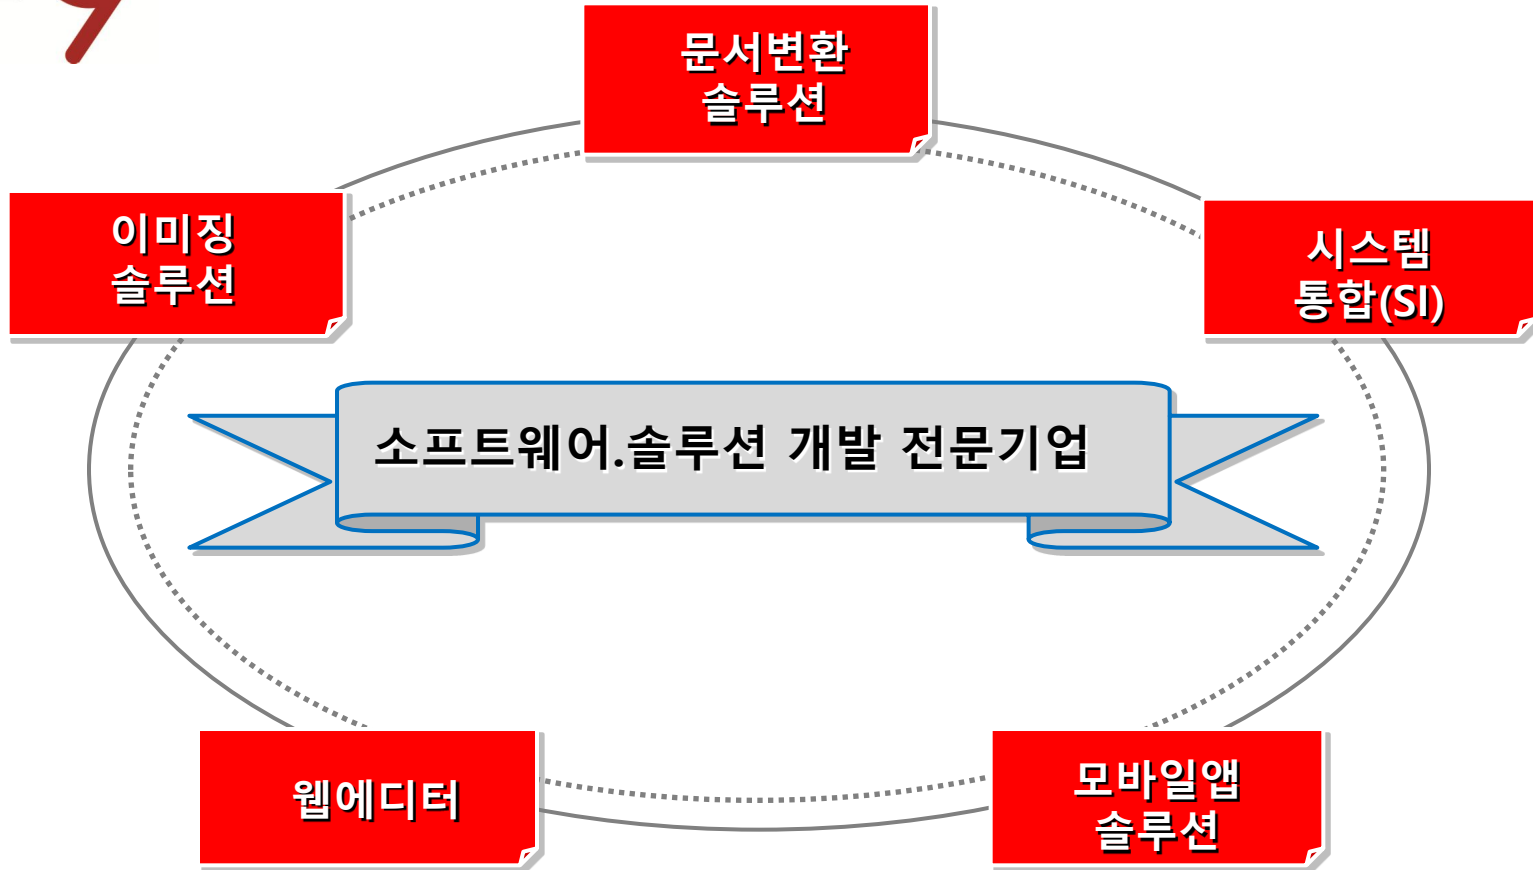 문서변환
솔루션
이미징
솔루션
시스템
통합(SI)
소프트웨어.솔루션 개발 전문기업
웹에디터
모바일앱
솔루션